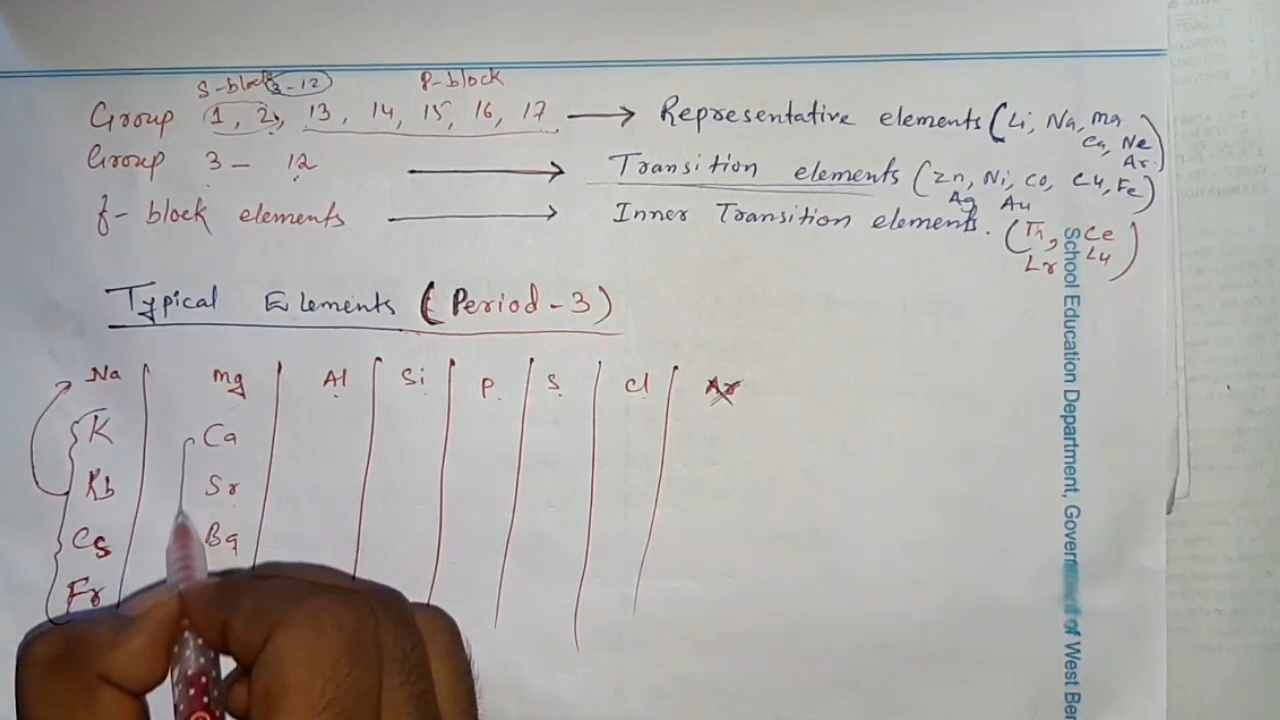 S-block 3-12 P-block
Group 1, 2, 13, 14, 15, 16, 17 → Representative elements (Li, Na, Mg
Ca, Ne
Ar.)
Group 3 - 12 → Transition elements (Zn, Ni, Co, Cu, Fe)
Ag Au
f- block elements → Inner Transition elements. (Th, Ce
Lr Lu)
Typical Elements (Period - 3)
Na Mg Al Si P S Cl Ar
K Ca
Rb Sr
Cs Ba
Fr
School Education Department, Government of West Ben